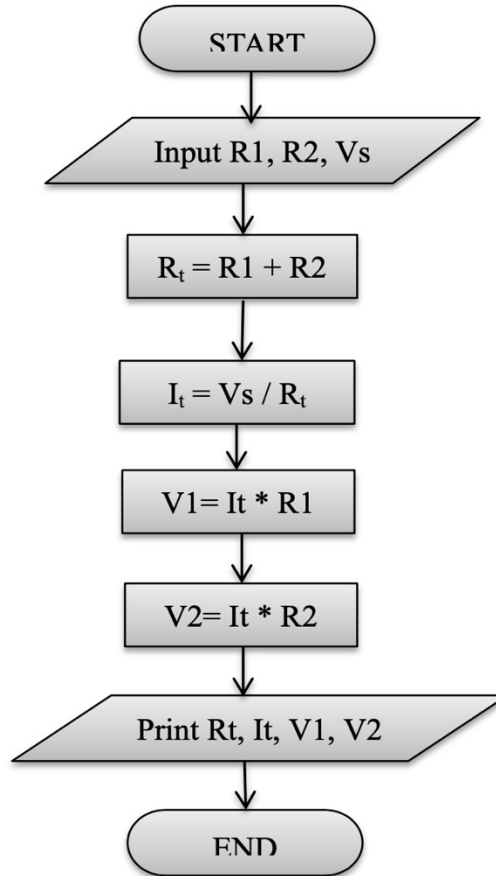 START
Input R1, R2, Vs
Rₜ = R1 + R2
Iₜ = Vs / Rₜ
V1= It * R1
V2= It * R2
Print Rt, It, V1, V2
END